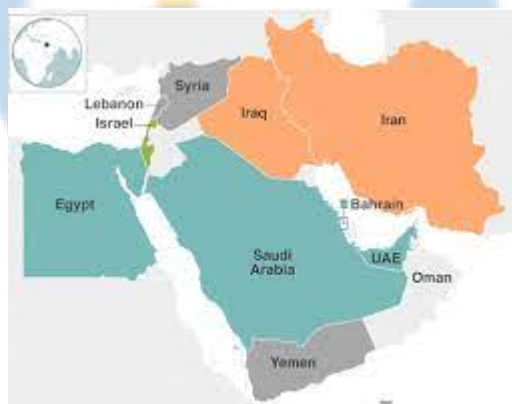 Syria
Lebanon
Israel
Iraq
Iran
Egypt
Bahrain
Saudi
Arabia
UAE
Oman
Yemen